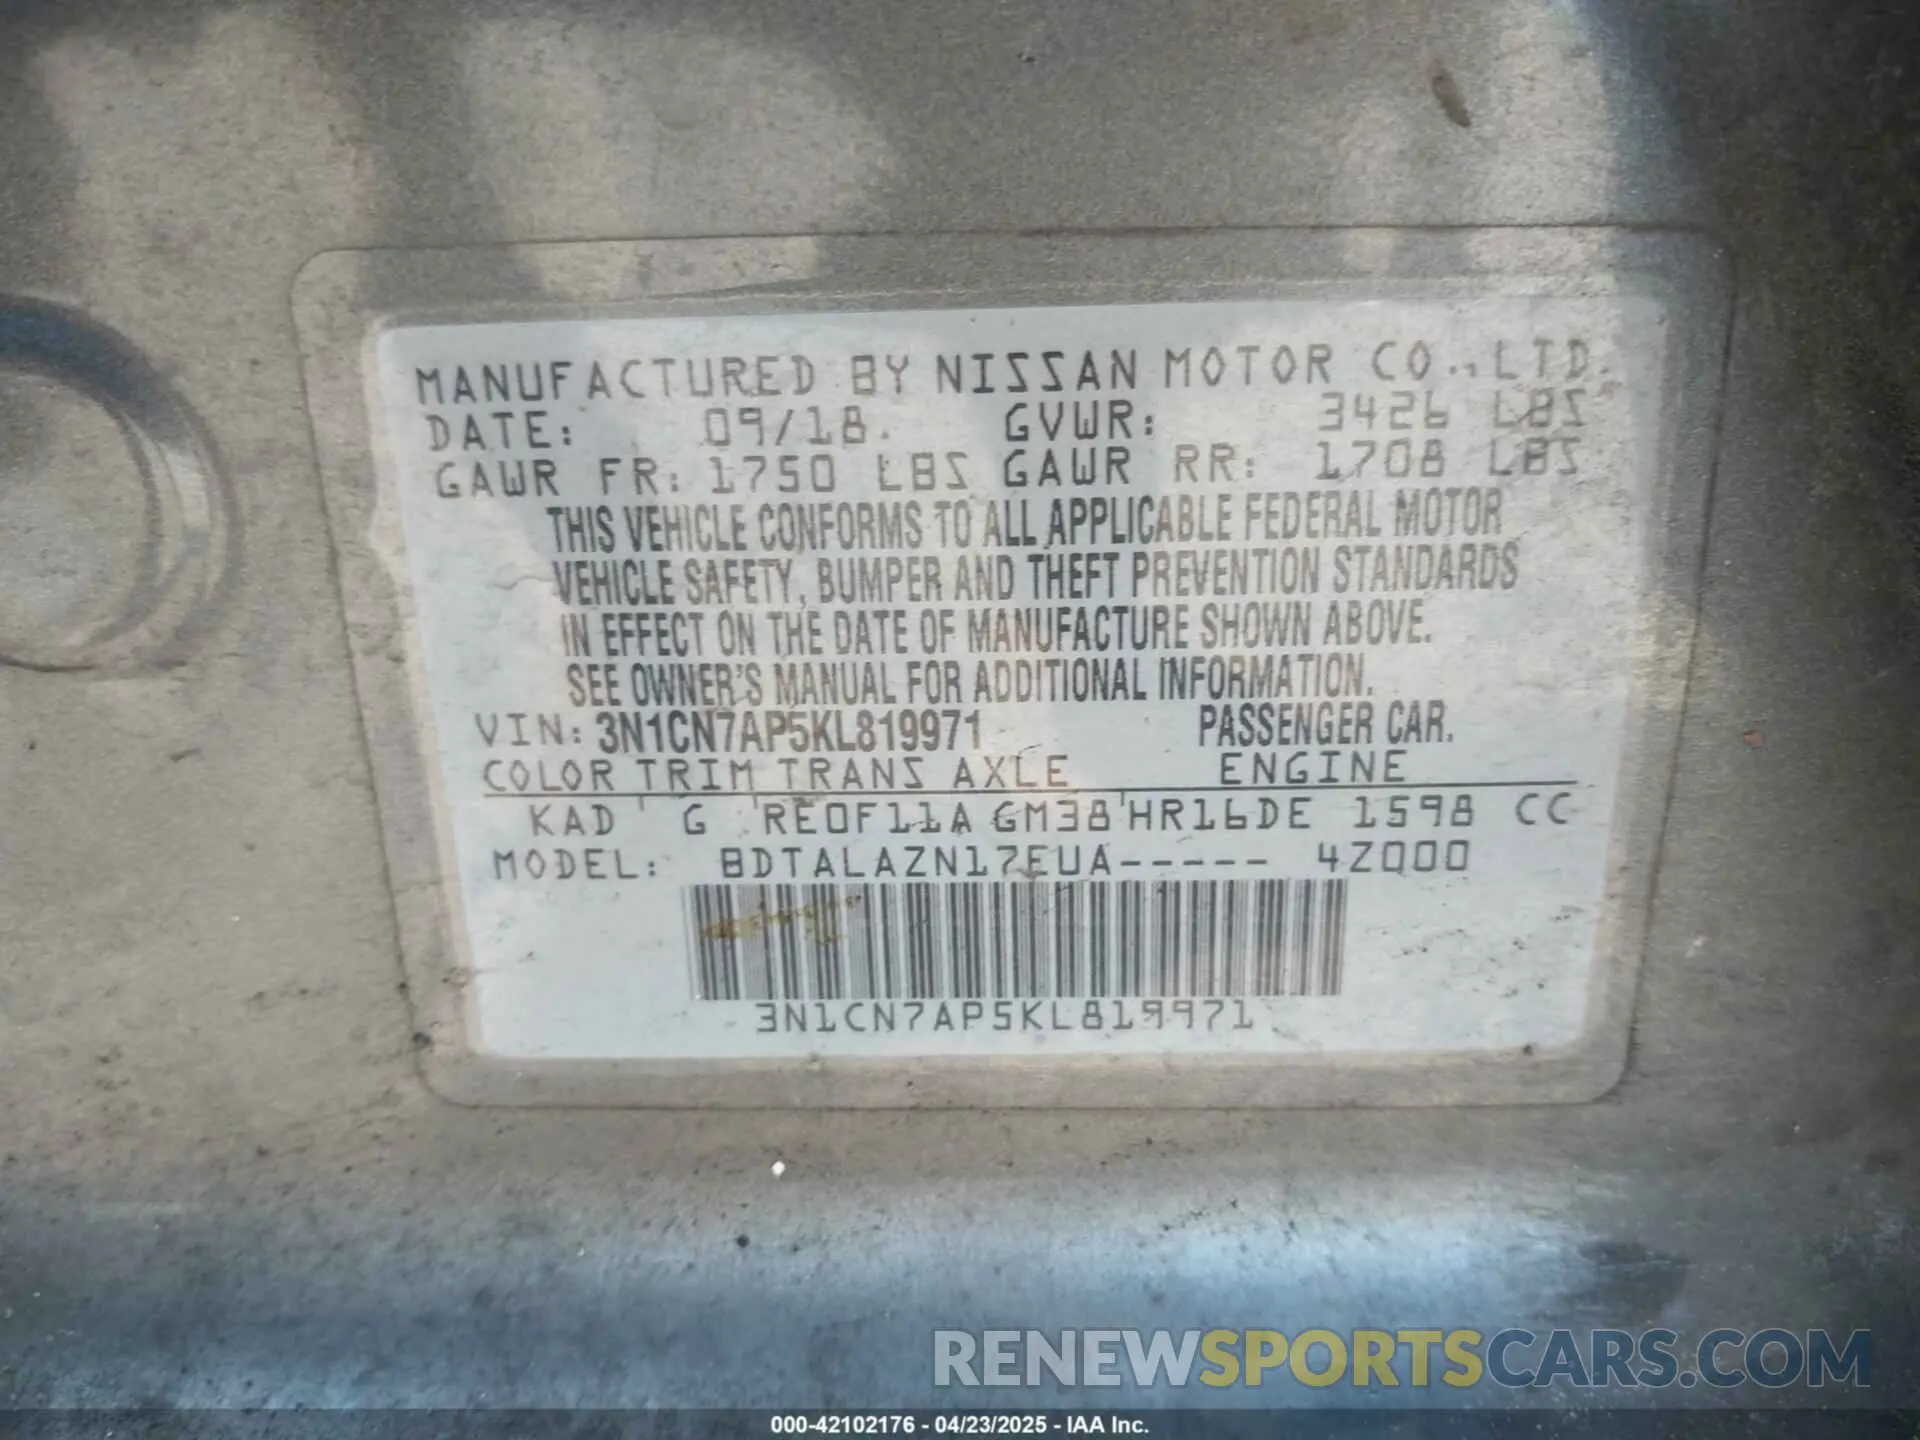 MANUFACTURED BY NISSAN MOTOR CO., LTD.
DATE: 09/18. GVWR: 3426 LBS
GAWR FR: 1750 LBS GAWR RR: 1708 LBS
THIS VEHICLE CONFORMS TO ALL APPLICABLE FEDERAL MOTOR
VEHICLE SAFETY, BUMPER AND THEFT PREVENTION STANDARDS
IN EFFECT ON THE DATE OF MANUFACTURE SHOWN ABOVE.
SEE OWNER'S MANUAL FOR ADDITIONAL INFORMATION.
VIN: 3N1CN7AP5KL819971 PASSENGER CAR.
COLOR TRIM TRANS AXLE ENGINE
KAD G RE0F11A GM38 HR16DE 1598 CC
MODEL: BDTALAZN17EUA----- 4Z000
3N1CN7AP5KL819971
RENEWSPORTSCARS.COM
000-42102176 - 04/23/2025 - IAA Inc.